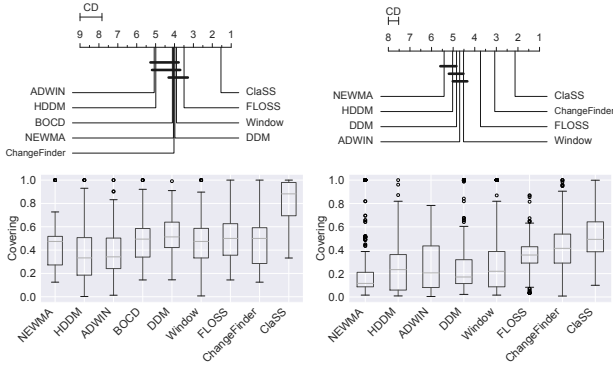 CD
9 8 7 6 5 4 3 2 1
ADWIN
HDDM
BOCD
NEWMA
ChangeFinder
ClaSS
FLOSS
Window
DDM
CD
8 7 6 5 4 3 2 1
NEWMA
HDDM
DDM
ADWIN
ClaSS
ChangeFinder
FLOSS
Window
Covering
1.0
0.8
0.6
0.4
0.2
0.0
NEWMA
HDDM
ADWIN
BOCD
DDM
Window
FLOSS
ChangeFinder
ClaSS
Covering
1.0
0.8
0.6
0.4
0.2
0.0
NEWMA
HDDM
ADWIN
DDM
Window
FLOSS
ChangeFinder
ClaSS